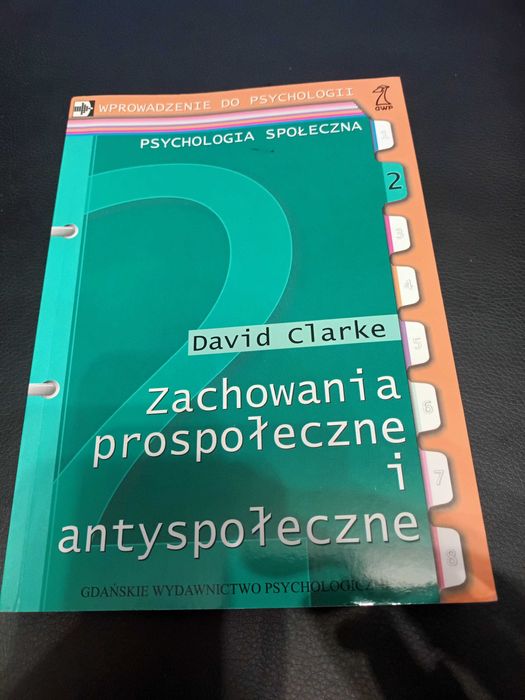 WPROWADZENIE DO PSYCHOLOGII
GWP
PSYCHOLOGIA SPOŁECZNA
1
2
3
4
5
6
7
8
David Clarke
Zachowania
prospołeczne
i
antyspołeczne
GDAŃSKIE WYDAWNICTWO PSYCHOLOGICZ